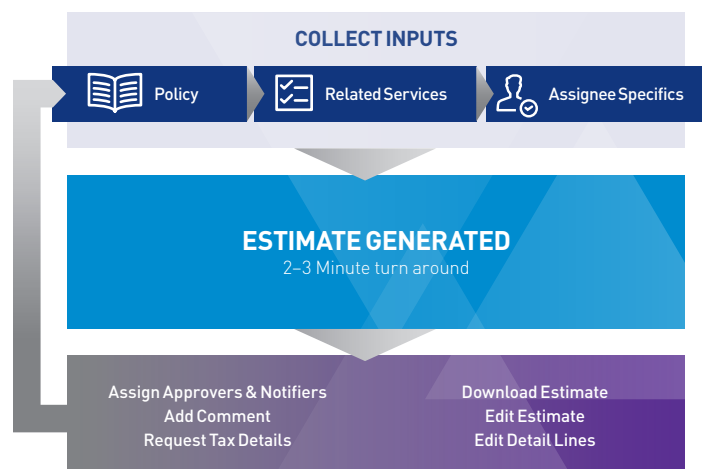 COLLECT INPUTS
Policy
Related Services
Assignee Specifics
ESTIMATE GENERATED
2–3 Minute turn around
Assign Approvers & Notifiers
Add Comment
Request Tax Details
Download Estimate
Edit Estimate
Edit Detail Lines